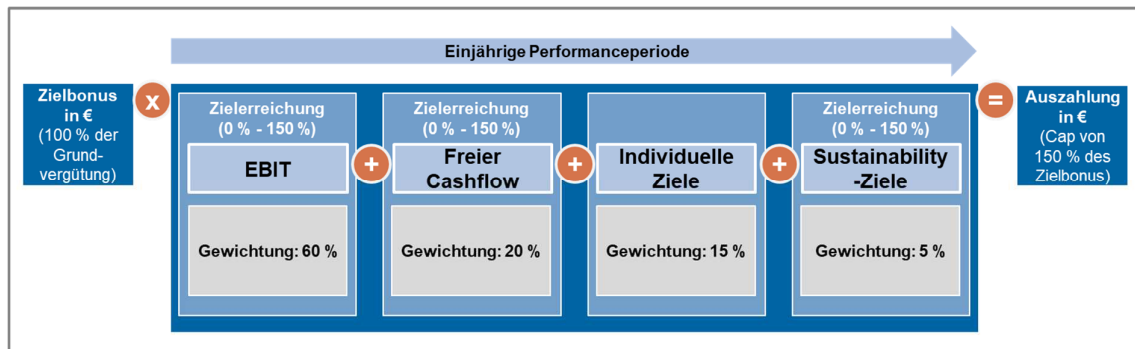 Einjährige Performanceperiode
Zielbonus
in €
(100 % der
Grund-
vergütung)
x
Zielerreichung
(0 % - 150 %)
EBIT
Gewichtung: 60 %
+
Zielerreichung
(0 % - 150 %)
Freier
Cashflow
Gewichtung: 20 %
+
Individuelle
Ziele
Gewichtung: 15 %
+
Zielerreichung
(0 % - 150 %)
Sustainability
-Ziele
Gewichtung: 5 %
=
Auszahlung
in €
(Cap von
150 % des
Zielbonus)